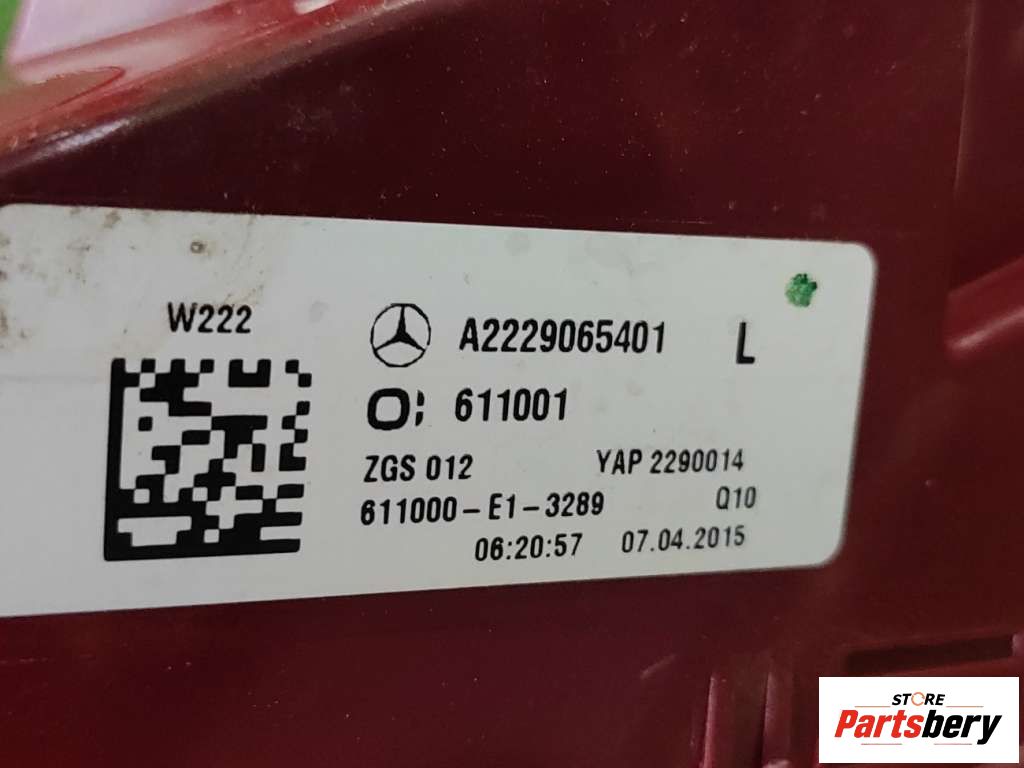 W222
A2229065401 L
611001
ZGS 012 YAP 2290014
611000-E1-3289 Q10
06:20:57 07.04.2015
STORE
Partsbery